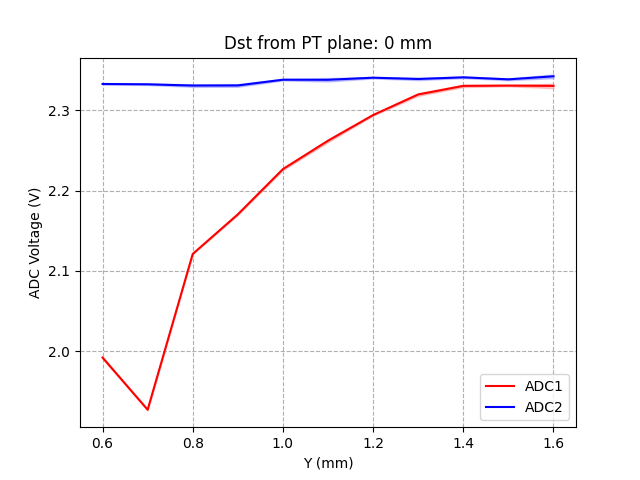 Dst from PT plane: 0 mm
ADC Voltage (V)
2.3
2.2
2.1
2.0
0.6 0.8 1.0 1.2 1.4 1.6
Y (mm)
ADC1
ADC2